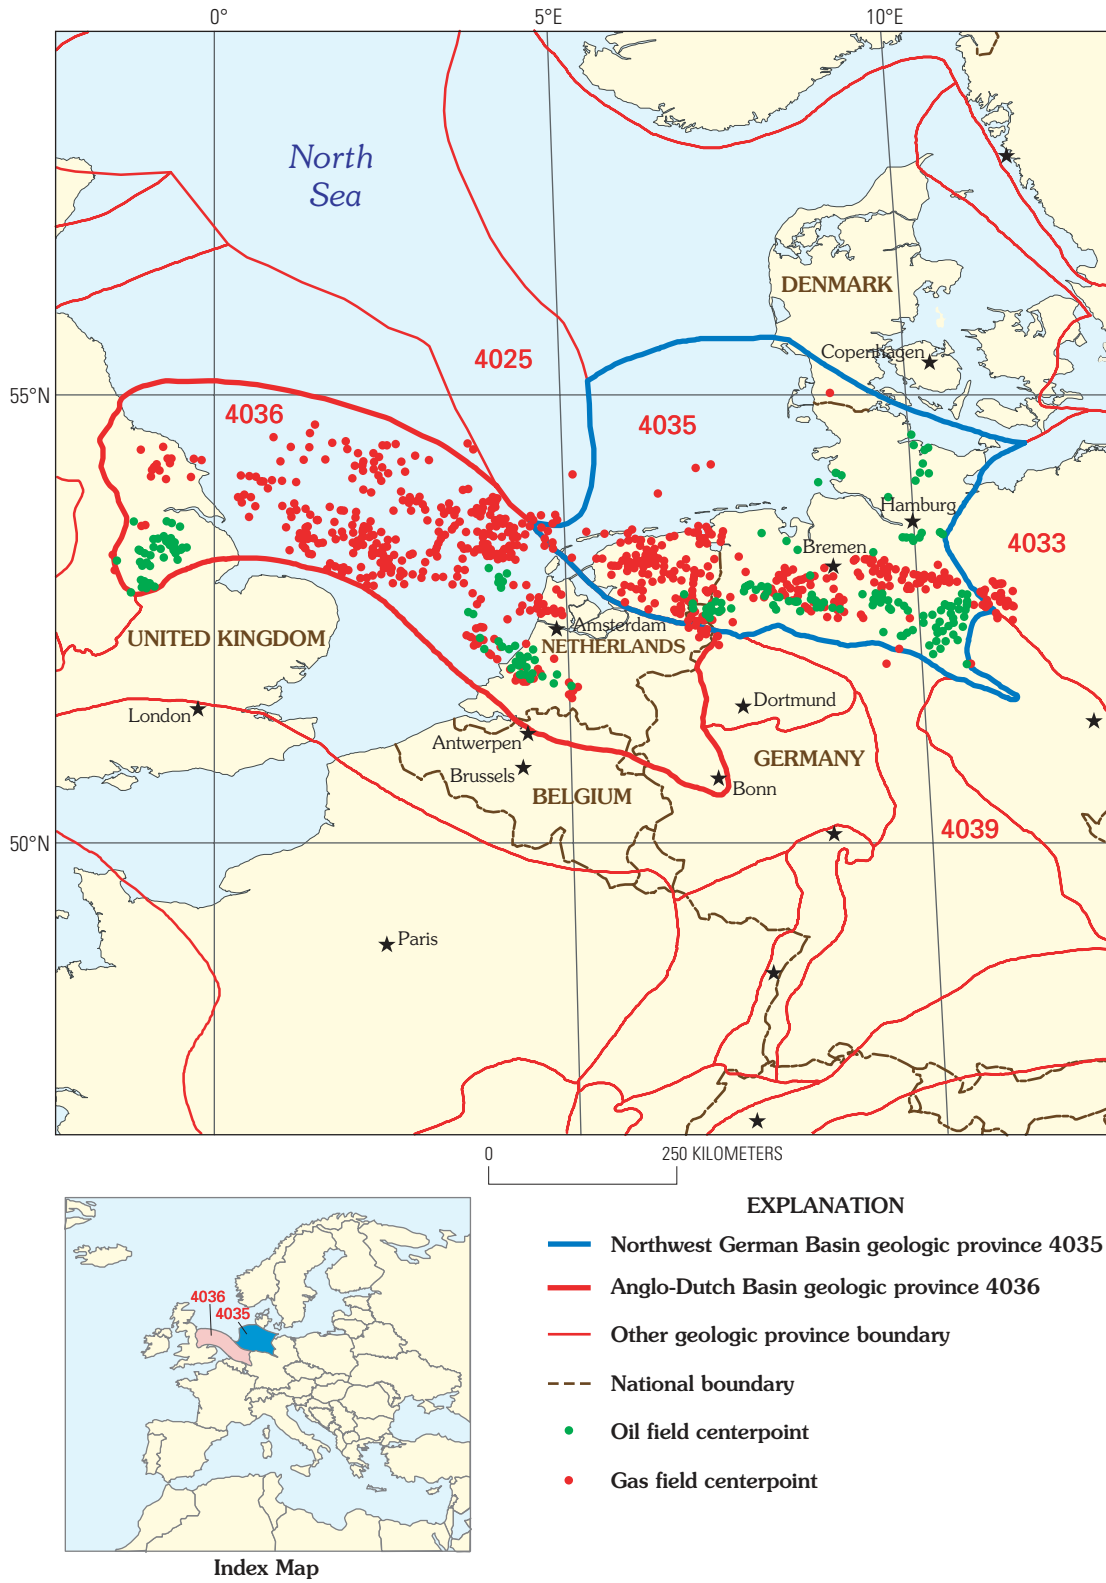 0°
5°E
10°E
North
Sea
DENMARK
Copenhagen
4025
55°N
4036
4035
Hamburg
4033
Bremen
UNITED KINGDOM
Amsterdam
NETHERLANDS
London
Dortmund
Antwerpen
GERMANY
Brussels
BELGIUM
Bonn
4039
50°N
Paris
0
250 KILOMETERS
EXPLANATION
Northwest German Basin geologic province 4035
Anglo-Dutch Basin geologic province 4036
Other geologic province boundary
National boundary
Oil field centerpoint
Gas field centerpoint
4036
4035
Index Map